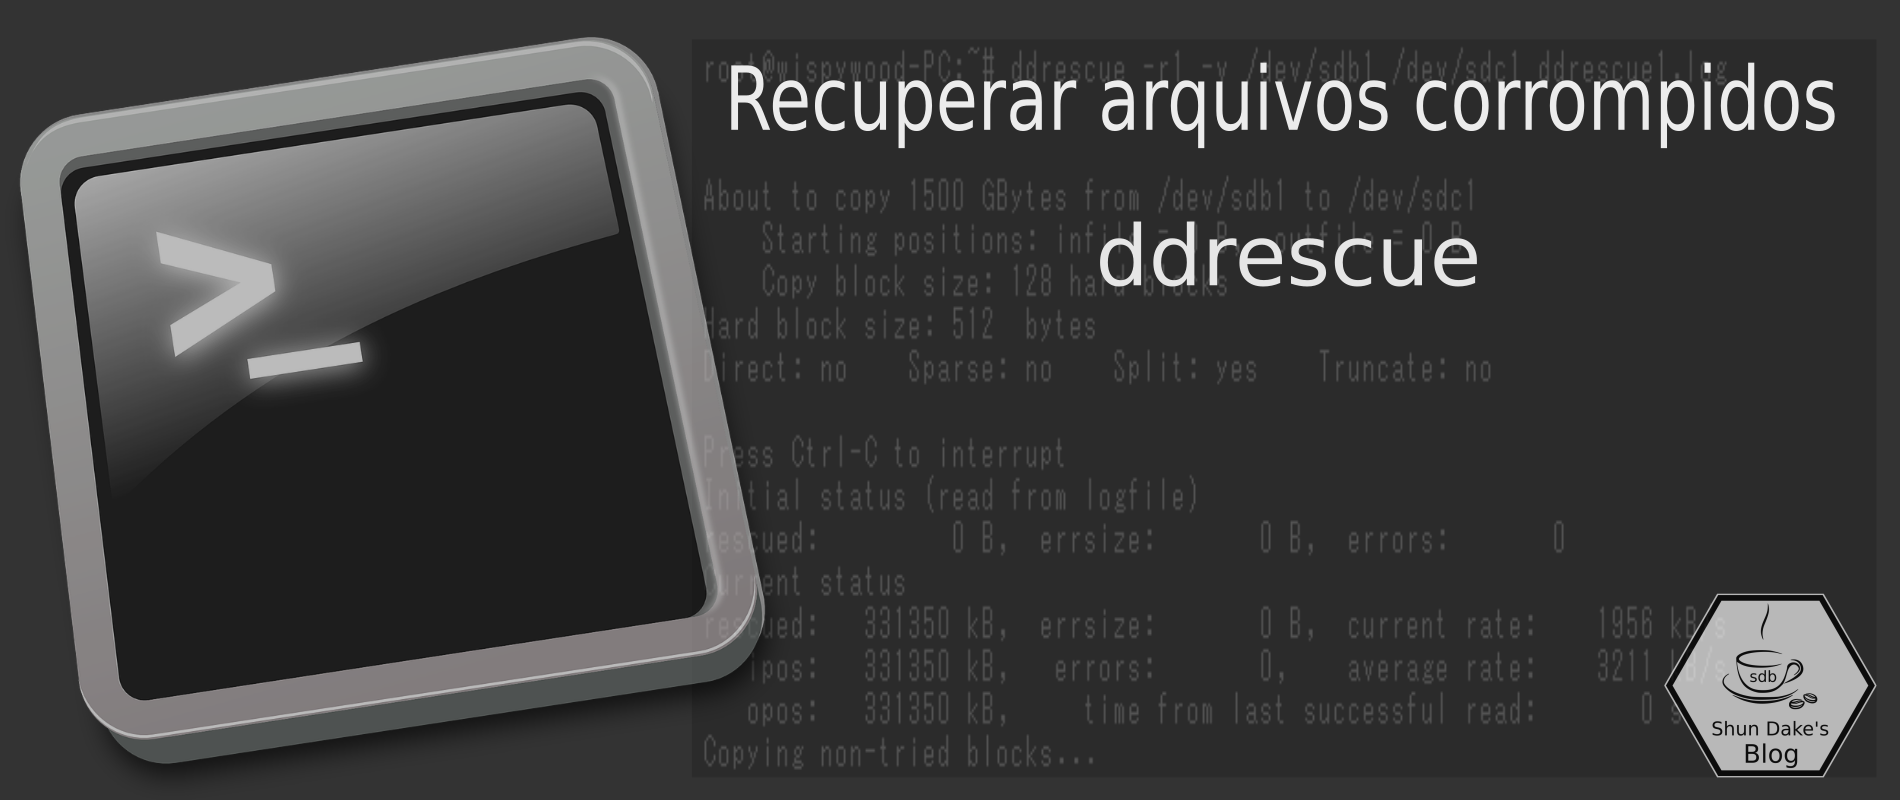 >_
root@wispywood-PC:~# ddrescue -r1 -v /dev/sdb1 /dev/sdc1 ddrescue1.log
Recuperar arquivos corrompidos
About to copy 1500 GBytes from /dev/sdb1 to /dev/sdc1
Starting positions: infile = 0 B, outfile = 0 B
ddrescue
Copy block size: 128 hard blocks
Hard block size: 512 bytes
Direct: no Sparse: no Split: yes Truncate: no
Press Ctrl-C to interrupt
Initial status (read from logfile)
rescued: 0 B, errsize: 0 B, errors: 0
Current status
rescued: 331350 kB, errsize: 0 B, current rate: 1956 kB/s
ipos: 331350 kB, errors: 0, average rate: 3211 kB/s
opos: 331350 kB, time from last successful read: 0 s
Copying non-tried blocks...
sdb
Shun Dake's
Blog